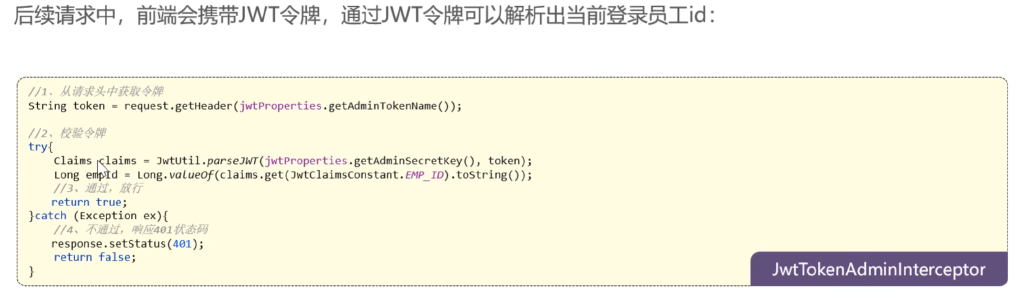 后续请求中，前端会携带JWT令牌，通过JWT令牌可以解析出当前登录员工id：
//1、从请求头中获取令牌
String token = request.getHeader(jwtProperties.getAdminTokenName());
//2、校验令牌
try{
Claims claims = JwtUtil.parseJWT(jwtProperties.getAdminSecretKey(), token);
Long empId = Long.valueOf(claims.get(JwtClaimsConstant.EMP_ID).toString());
//3、通过，放行
return true;
}catch (Exception ex){
//4、不通过，响应401状态码
response.setStatus(401);
return false;
}
JwtTokenAdminInterceptor